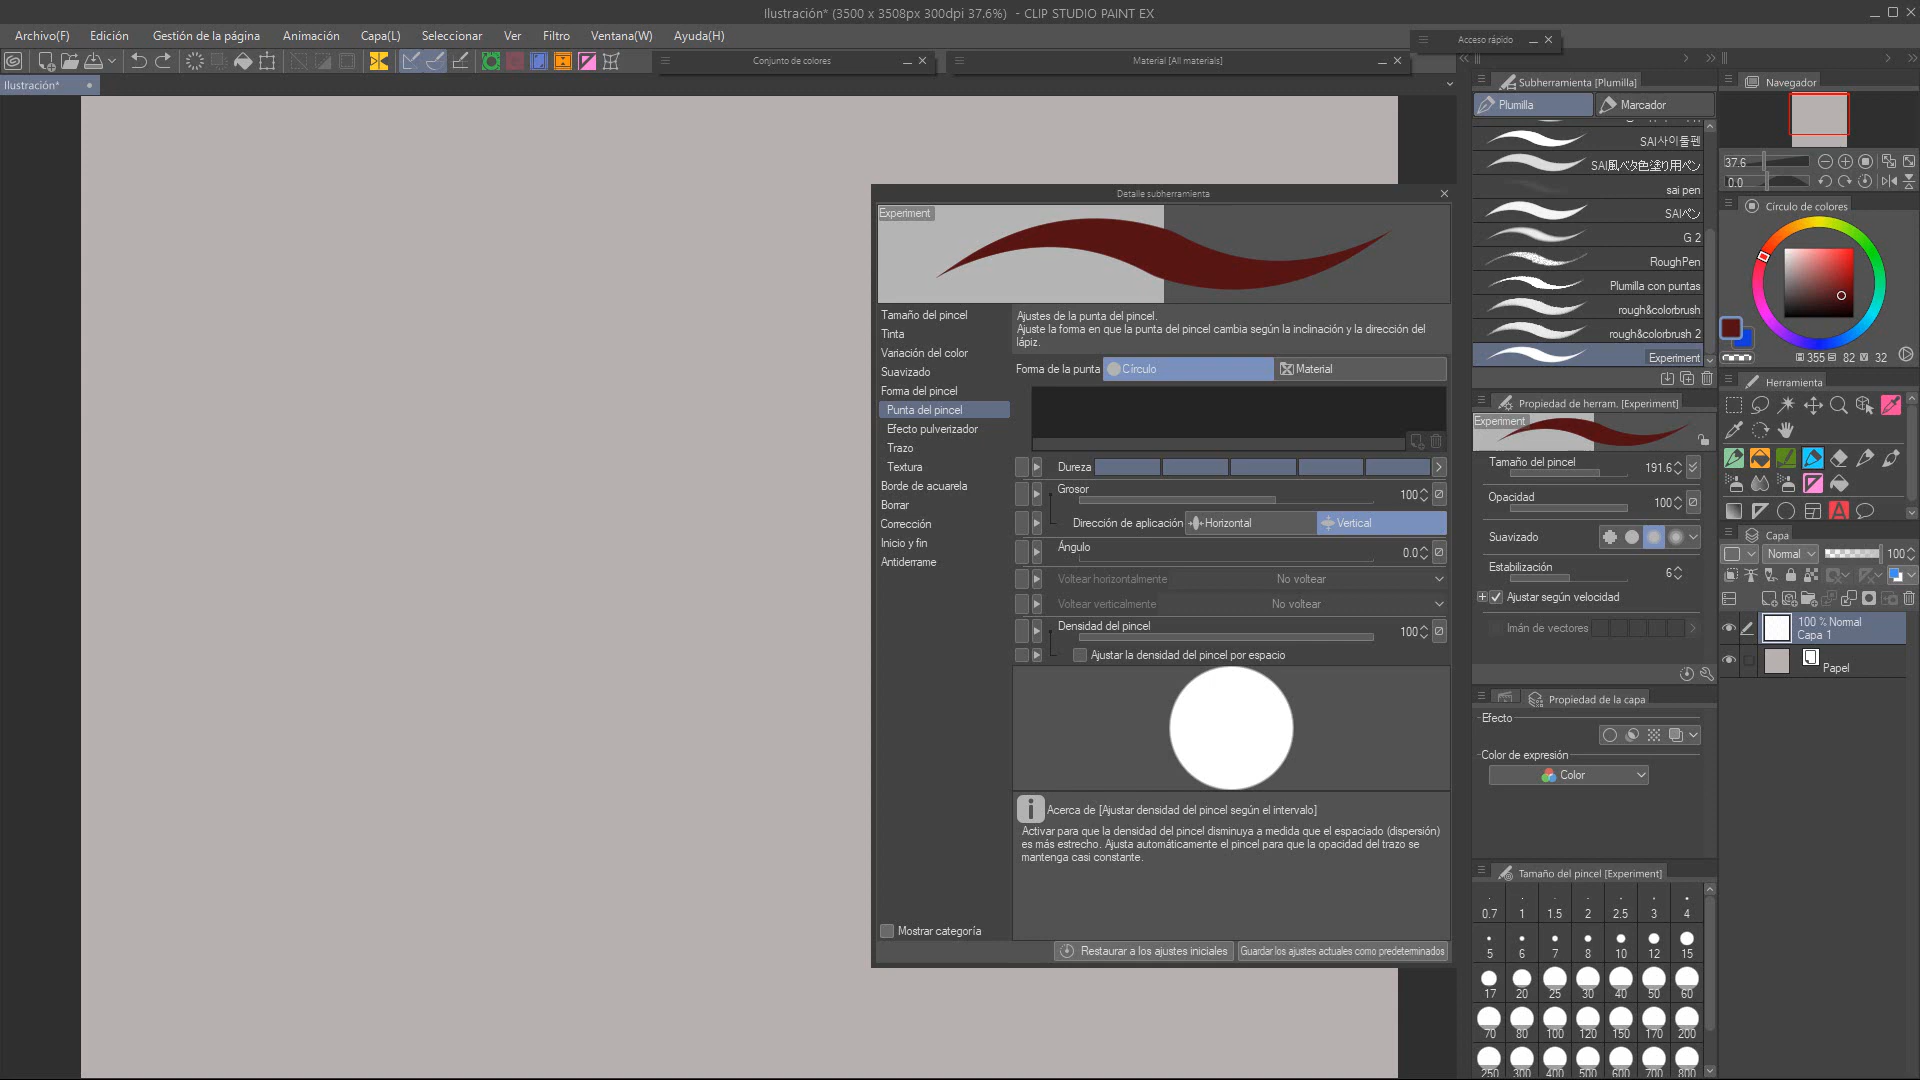 Ilustración* (3500 x 3508px 300dpi 37.6%) - CLIP STUDIO PAINT EX
Archivo(F)
Edición
Gestión de la página
Animación
Capa(L)
Seleccionar
Ver
Filtro
Ventana(W)
Ayuda(H)
Acceso rápido
Conjunto de colores
Material [All materials]
Ilustración*
Detalle subherramienta
Experiment
Tamaño del pincel
Tinta
Variación del color
Suavizado
Forma del pincel
Punta del pincel
Efecto pulverizador
Trazo
Textura
Borde de acuarela
Borrar
Corrección
Inicio y fin
Antiderrame
Mostrar categoría
Ajustes de la punta del pincel.
Ajuste la forma en que la punta del pincel cambia según la inclinación y la dirección del
lápiz.
Forma de la punta
Círculo
Material
Dureza
Grosor
100
Dirección de aplicación
Horizontal
Vertical
Ángulo
0.0
Voltear horizontalmente
No voltear
Voltear verticalmente
No voltear
Densidad del pincel
100
Ajustar la densidad del pincel por espacio
Acerca de [Ajustar densidad del pincel según el intervalo]
Activar para que la densidad del pincel disminuya a medida que el espaciado (dispersión)
es más estrecho. Ajusta automáticamente el pincel para que la opacidad del trazo se
mantenga casi constante.
Restaurar a los ajustes iniciales
Guardar los ajustes actuales como predeterminados
Subherramienta [Plumilla]
Plumilla
Marcador
SAI사이툴펜
SAI風ベタ色塗り用ペン
sai pen
SAIペン
G 2
RoughPen
Plumilla con puntas
rough&colorbrush
rough&colorbrush 2
Experiment
Propiedad de herram. [Experiment]
Experiment
Tamaño del pincel
191.6
Opacidad
100
Suavizado
Estabilización
6
Ajustar según velocidad
Imán de vectores
Propiedad de la capa
Efecto
Color de expresión
Color
Tamaño del pincel [Experiment]
0.7 1 1.5 2 2.5 3 4
5 6 7 8 10 12 15
17 20 25 30 40 50 60
70 80 100 120 150 170 200
250 300 400 500 600 700 800
Navegador
37.6
0.0
Círculo de colores
H 355 S 82 V 32
Herramienta
A
Capa
Normal
100
100 % Normal
Capa 1
Papel